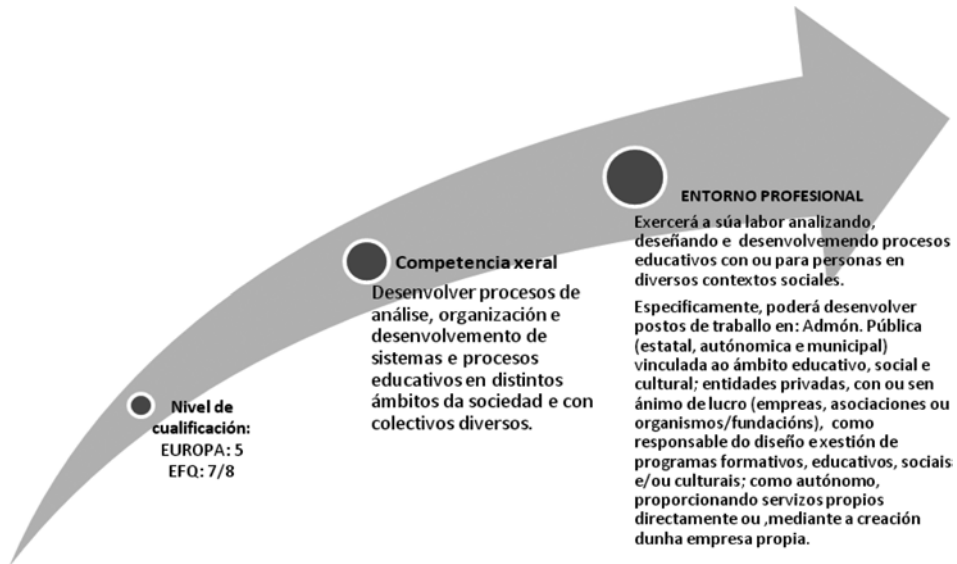 Nivel de
cualificación:
EUROPA: 5
EFQ: 7/8
Competencia xeral
Desenvolver procesos de
análise, organización e
desenvolvemento de
sistemas e procesos
educativos en distintos
ámbitos da sociedad e con
colectivos diversos.
ENTORNO PROFESIONAL
Exercerá a súa labor analizando,
deseñando e desenvolvemendo procesos
educativos con ou para personas en
diversos contextos sociales.
Especificamente, poderá desenvolver
postos de traballo en: Admón. Pública
(estatal, autónomica e municipal)
vinculada ao ámbito educativo, social e
cultural; entidades privadas, con ou sen
ánimo de lucro (empreas, asociaciones ou
organismos/fundacións), como
responsable do diseño e xestión de
programas formativos, educativos, sociais
e/ou culturais; como autónomo,
proporcionando servizos propios
directamente ou ,mediante a creación
dunha empresa propia.